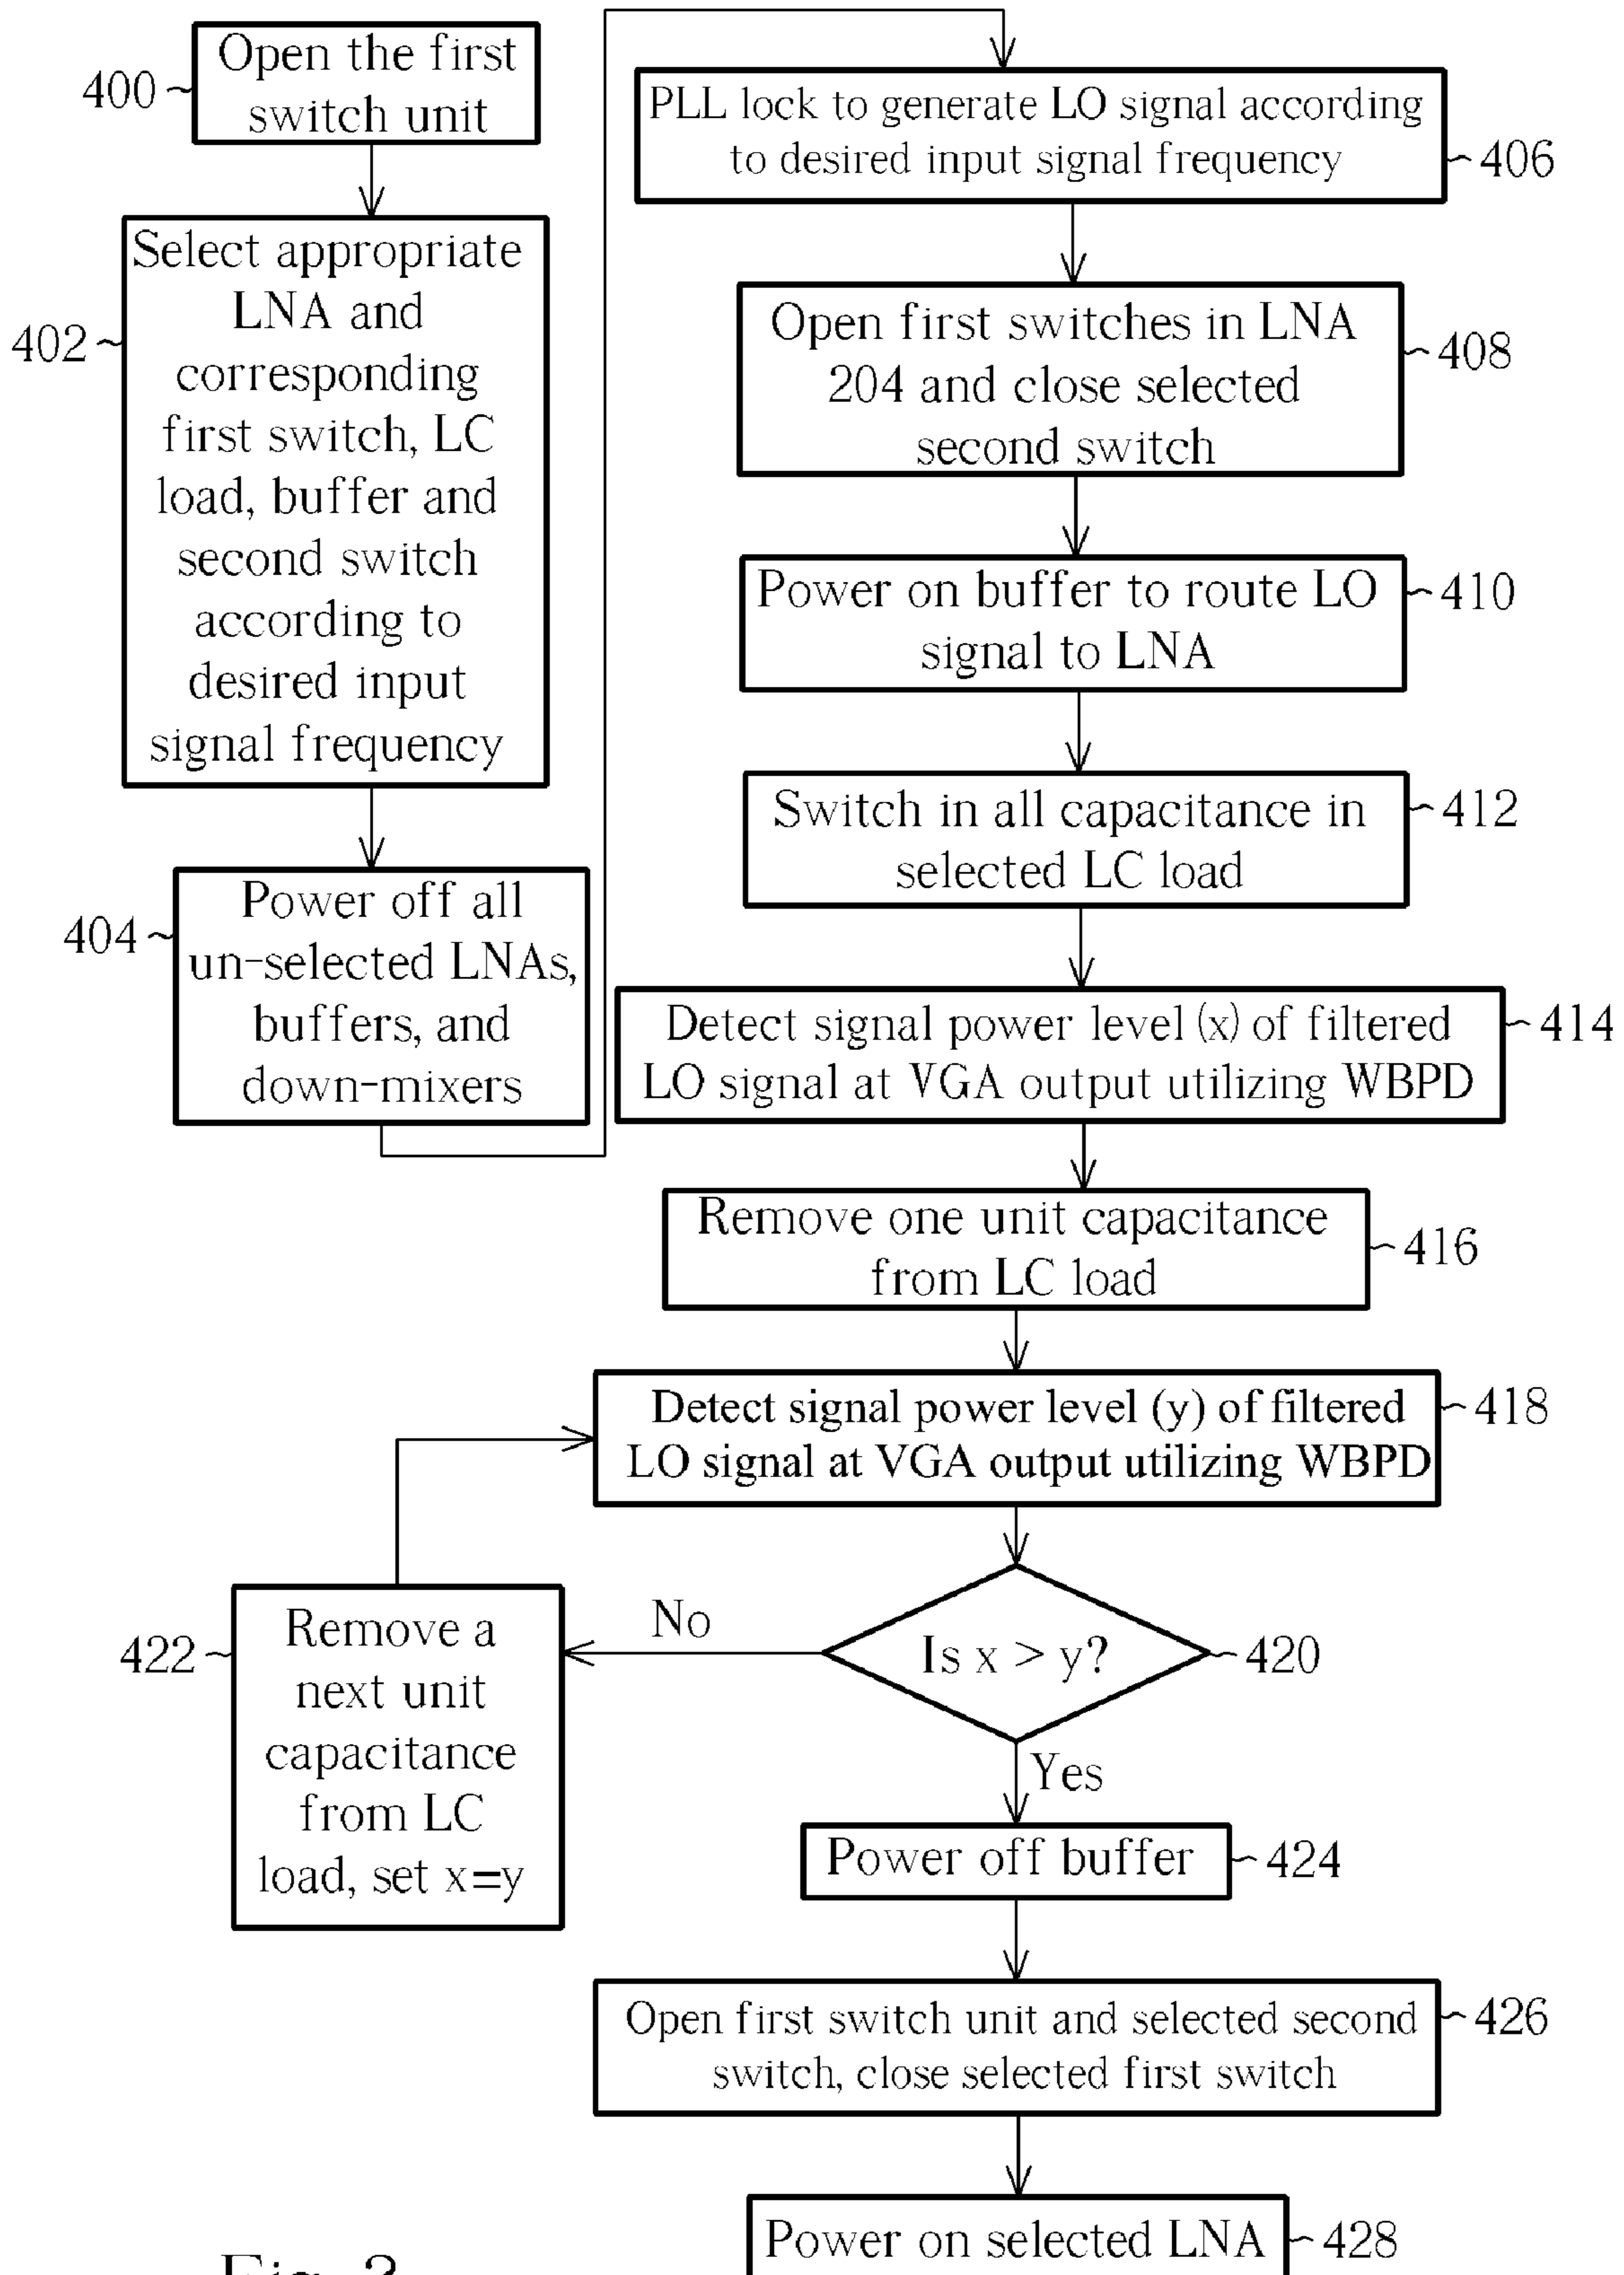 400
Open the first
switch unit
402
Select appropriate
LNA and
corresponding
first switch, LC
load, buffer and
second switch
according to
desired input
signal frequency
404
Power off all
un-selected LNAs,
buffers, and
down-mixers
PLL lock to generate LO signal according
to desired input signal frequency
406
Open first switches in LNA
204 and close selected
second switch
408
Power on buffer to route LO
signal to LNA
410
Switch in all capacitance in
selected LC load
412
Detect signal power level (x) of filtered
LO signal at VGA output utilizing WBPD
414
Remove one unit capacitance
from LC load
416
Detect signal power level (y) of filtered
LO signal at VGA output utilizing WBPD
418
Is x > y?
420
No
Yes
422
Remove a
next unit
capacitance
from LC
load, set x=y
Power off buffer
424
Open first switch unit and selected second
switch, close selected first switch
426
Power on selected LNA
428